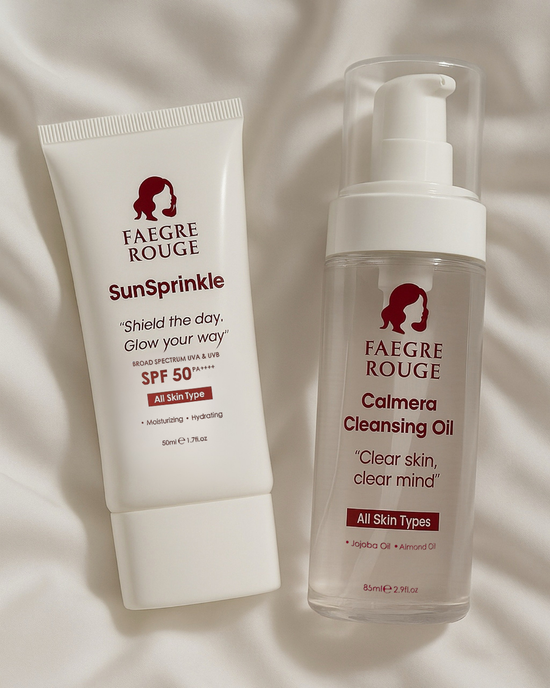 FAEGRE
ROUGE
SunSprinkle
“Shield the day,
Glow your way”
BROAD SPECTRUM UVA & UVB
SPF 50 PA++++
All Skin Type
• Moisturizing • Hydrating
50ml ℮ 1.7fl.oz
FAEGRE
ROUGE
Calmera
Cleansing Oil
“Clear skin,
clear mind”
All Skin Types
• Jojoba Oil • Almond Oil
85ml ℮ 2.9fl.oz